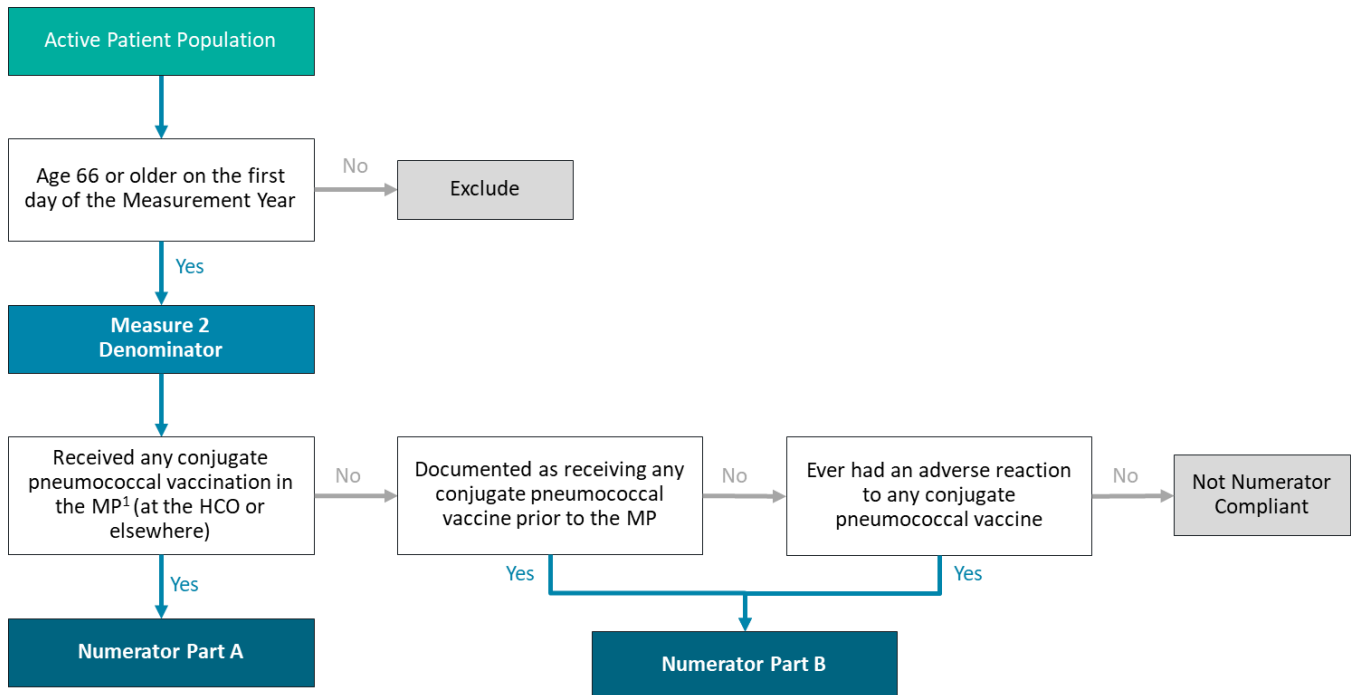 Active Patient Population
Age 66 or older on the first
day of the Measurement Year
No
Exclude
Yes
Measure 2
Denominator
Received any conjugate
pneumococcal vaccination in
the MP¹ (at the HCO or
elsewhere)
No
Documented as receiving any
conjugate pneumococcal
vaccine prior to the MP
No
Ever had an adverse reaction
to any conjugate
pneumococcal vaccine
No
Not Numerator
Compliant
Yes
Yes
Yes
Numerator Part A
Numerator Part B